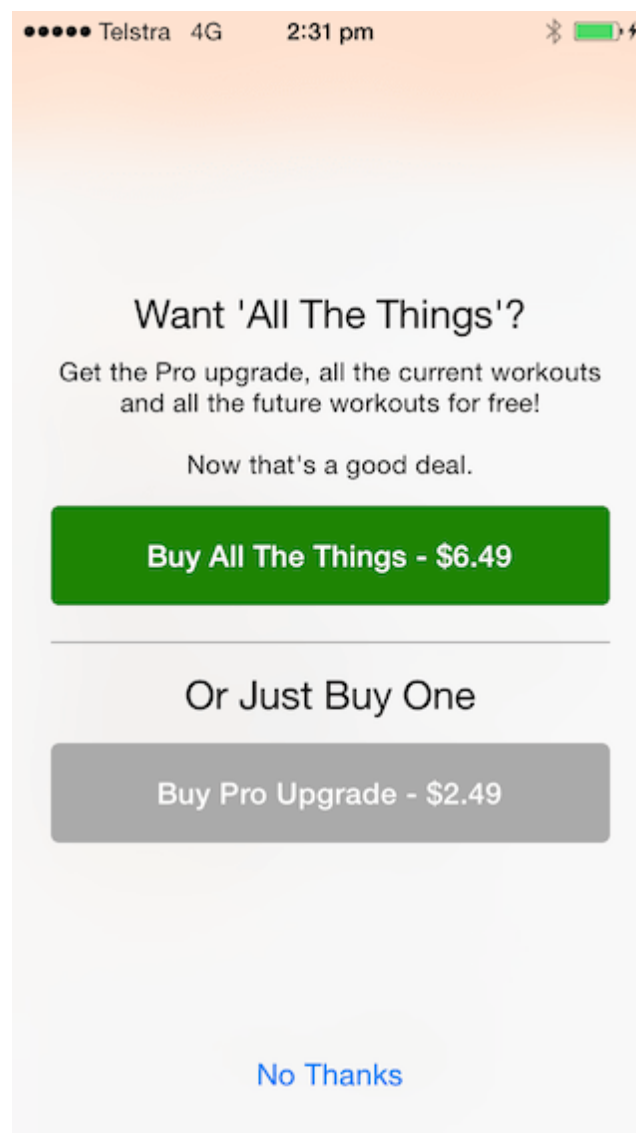 Telstra 4G 2:31 pm
Want 'All The Things'?
Get the Pro upgrade, all the current workouts
and all the future workouts for free!
Now that's a good deal.
Buy All The Things - $6.49
Or Just Buy One
Buy Pro Upgrade - $2.49
No Thanks